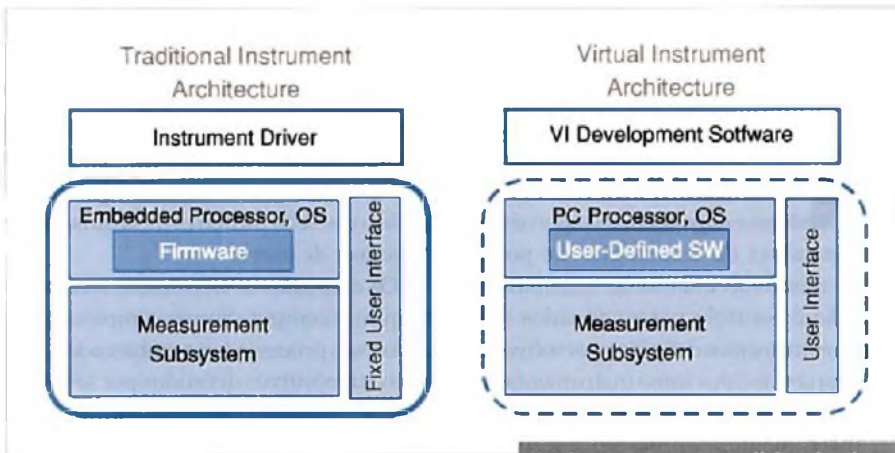 Traditional Instrument
Architecture
Instrument Driver
Embedded Processor, OS
Firmware
Measurement
Subsystem
Fixed User Interface
Virtual Instrument
Architecture
VI Development Sotfware
PC Processor, OS
User-Defined SW
Measurement
Subsystem
User Interface